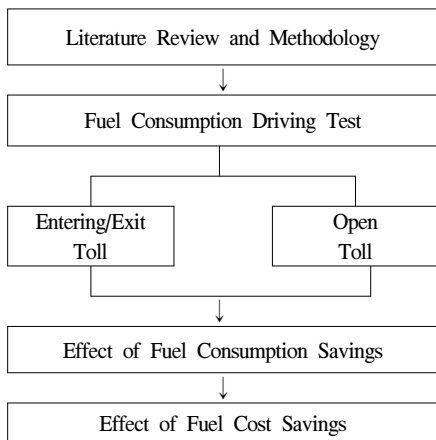 Literature Review and Methodology
Fuel Consumption Driving Test
Entering/Exit
Toll
Open
Toll
Effect of Fuel Consumption Savings
Effect of Fuel Cost Savings